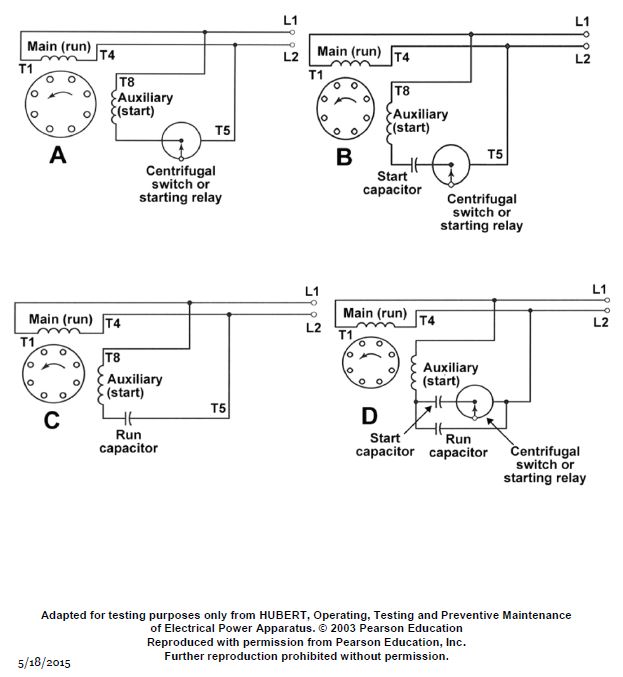 L1
Main (run)
T4
L2
T1
T8
Auxiliary
(start)
T5
A
Centrifugal
switch or
starting relay
L1
Main (run)
T4
L2
T1
T8
Auxiliary
(start)
T5
B
Start
capacitor
Centrifugal
switch or
starting relay
L1
Main (run)
T4
L2
T1
T8
Auxiliary
(start)
T5
C
Run
capacitor
L1
Main (run)
T4
L2
T1
Auxiliary
(start)
D
Start
capacitor
Run
capacitor
Centrifugal
switch or
starting relay
Adapted for testing purposes only from HUBERT, Operating, Testing and Preventive Maintenance
of Electrical Power Apparatus. © 2003 Pearson Education
Reproduced with permission from Pearson Education, Inc.
Further reproduction prohibited without permission.
5/18/2015